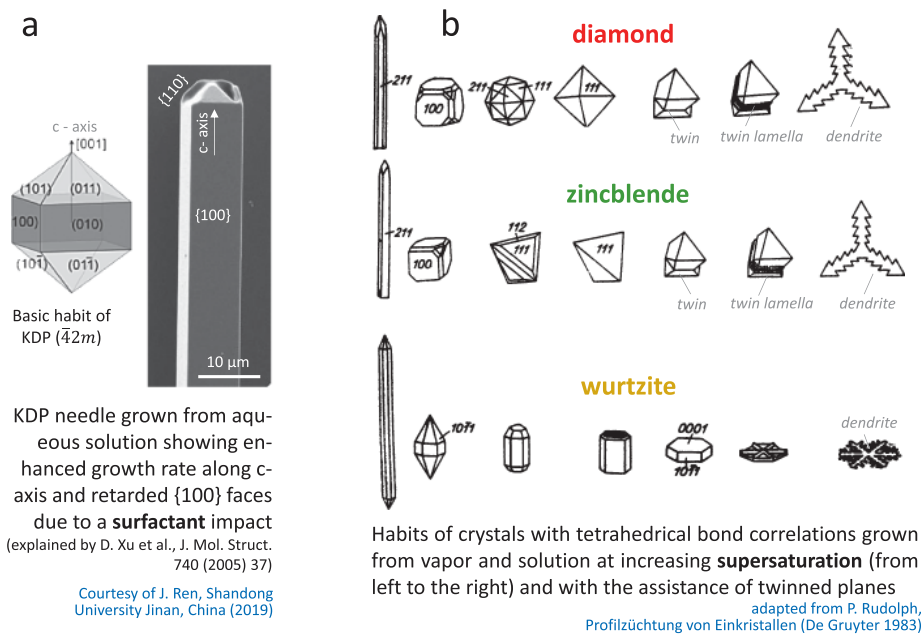 a
c - axis
[001]
(101)
(011)
100)
(010)
(101̄)
(011̄)
Basic habit of
KDP (4̄2m)
{110}
c- axis
{100}
10 µm
KDP needle grown from aqu-
eous solution showing en-
hanced growth rate along c-
axis and retarded {100} faces
due to a surfactant impact
(explained by D. Xu et al., J. Mol. Struct.
740 (2005) 37)
Courtesy of J. Ren, Shandong
University Jinan, China (2019)
b
diamond
211
100
211
111
111
twin
twin lamella
dendrite
zincblende
211
100
112
111
111
twin
twin lamella
dendrite
wurtzite
101̄1
0001
101̄1
dendrite
Habits of crystals with tetrahedrical bond correlations grown
from vapor and solution at increasing supersaturation (from
left to the right) and with the assistance of twinned planes
adapted from P. Rudolph,
Profilzüchtung von Einkristallen (De Gruyter 1983)